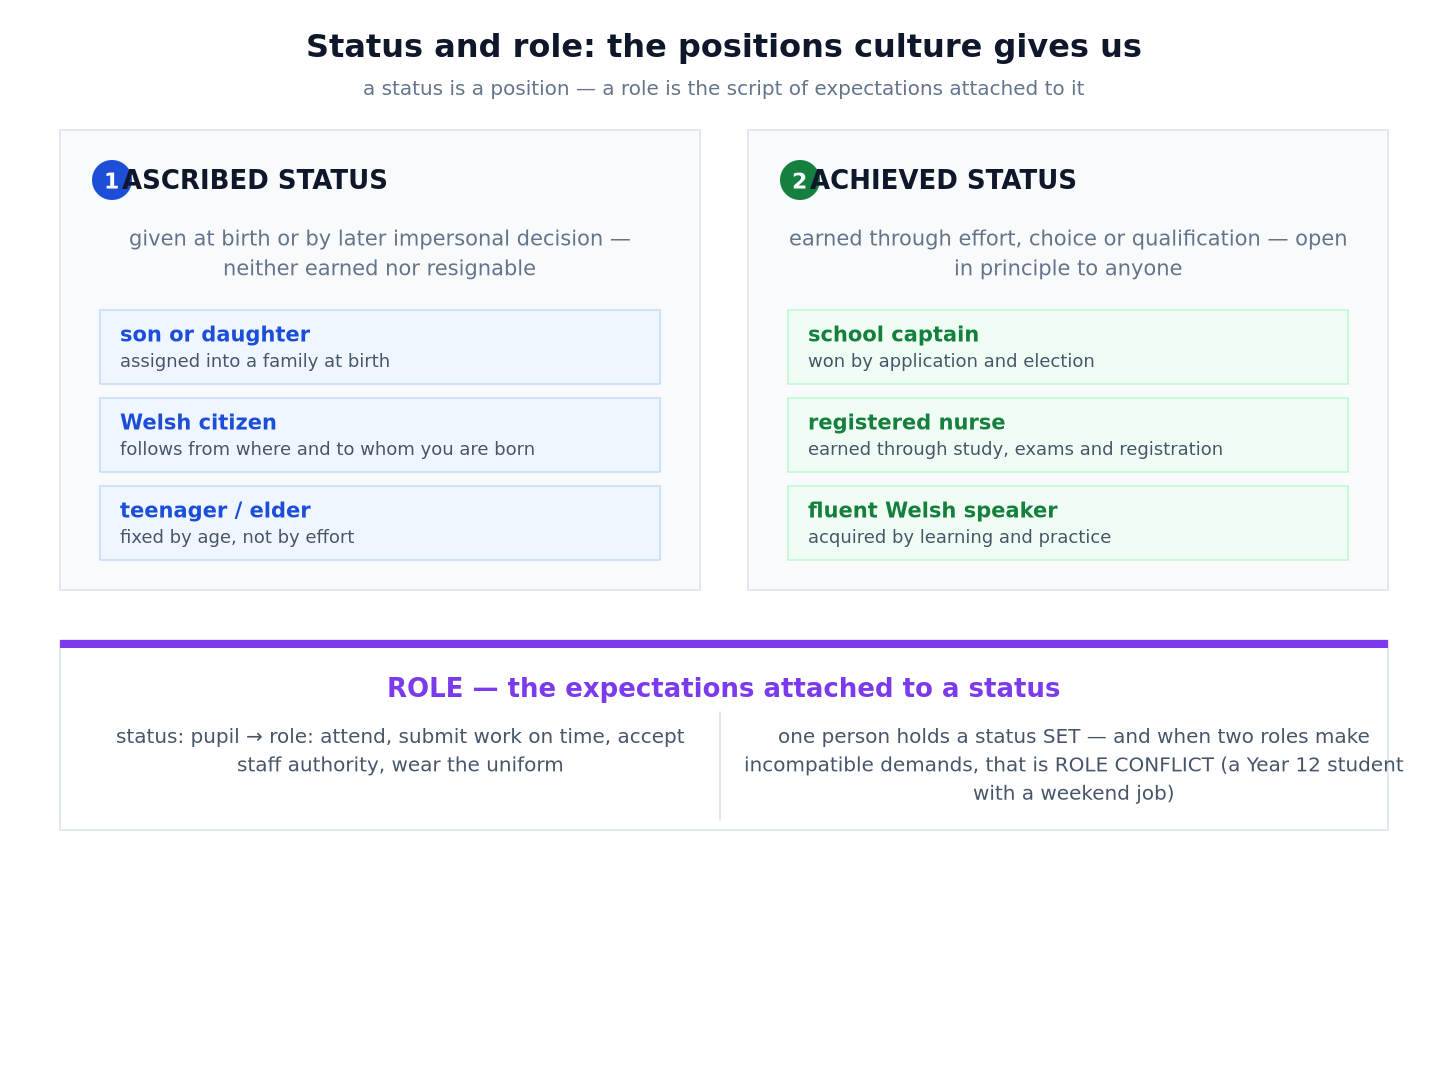 Status and role: the positions culture gives us
a status is a position — a role is the script of expectations attached to it
1 ASCRIBED STATUS
given at birth or by later impersonal decision —
neither earned nor resignable
son or daughter
assigned into a family at birth
Welsh citizen
follows from where and to whom you are born
teenager / elder
fixed by age, not by effort
2 ACHIEVED STATUS
earned through effort, choice or qualification — open
in principle to anyone
school captain
won by application and election
registered nurse
earned through study, exams and registration
fluent Welsh speaker
acquired by learning and practice
ROLE — the expectations attached to a status
status: pupil → role: attend, submit work on time, accept
staff authority, wear the uniform
one person holds a status SET — and when two roles make
incompatible demands, that is ROLE CONFLICT (a Year 12 student
with a weekend job)